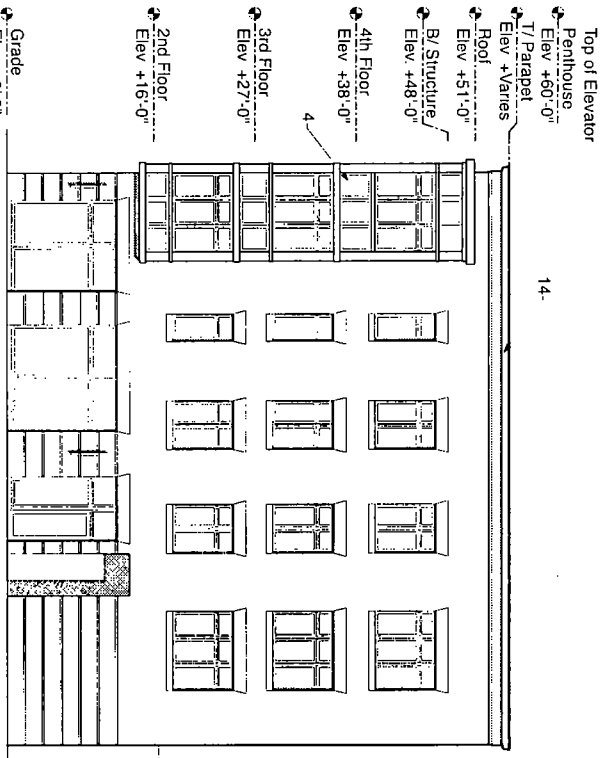 Top of Elevator
Penthouse
Elev +60'-0"
T/ Parapet
Elev +Varies
Roof
Elev +51'-0"
B/ Structure
Elev. +48'-0"
4th Floor
Elev +38'-0"
3rd Floor
Elev +27'-0"
2nd Floor
Elev +16'-0"
Grade
14-
4